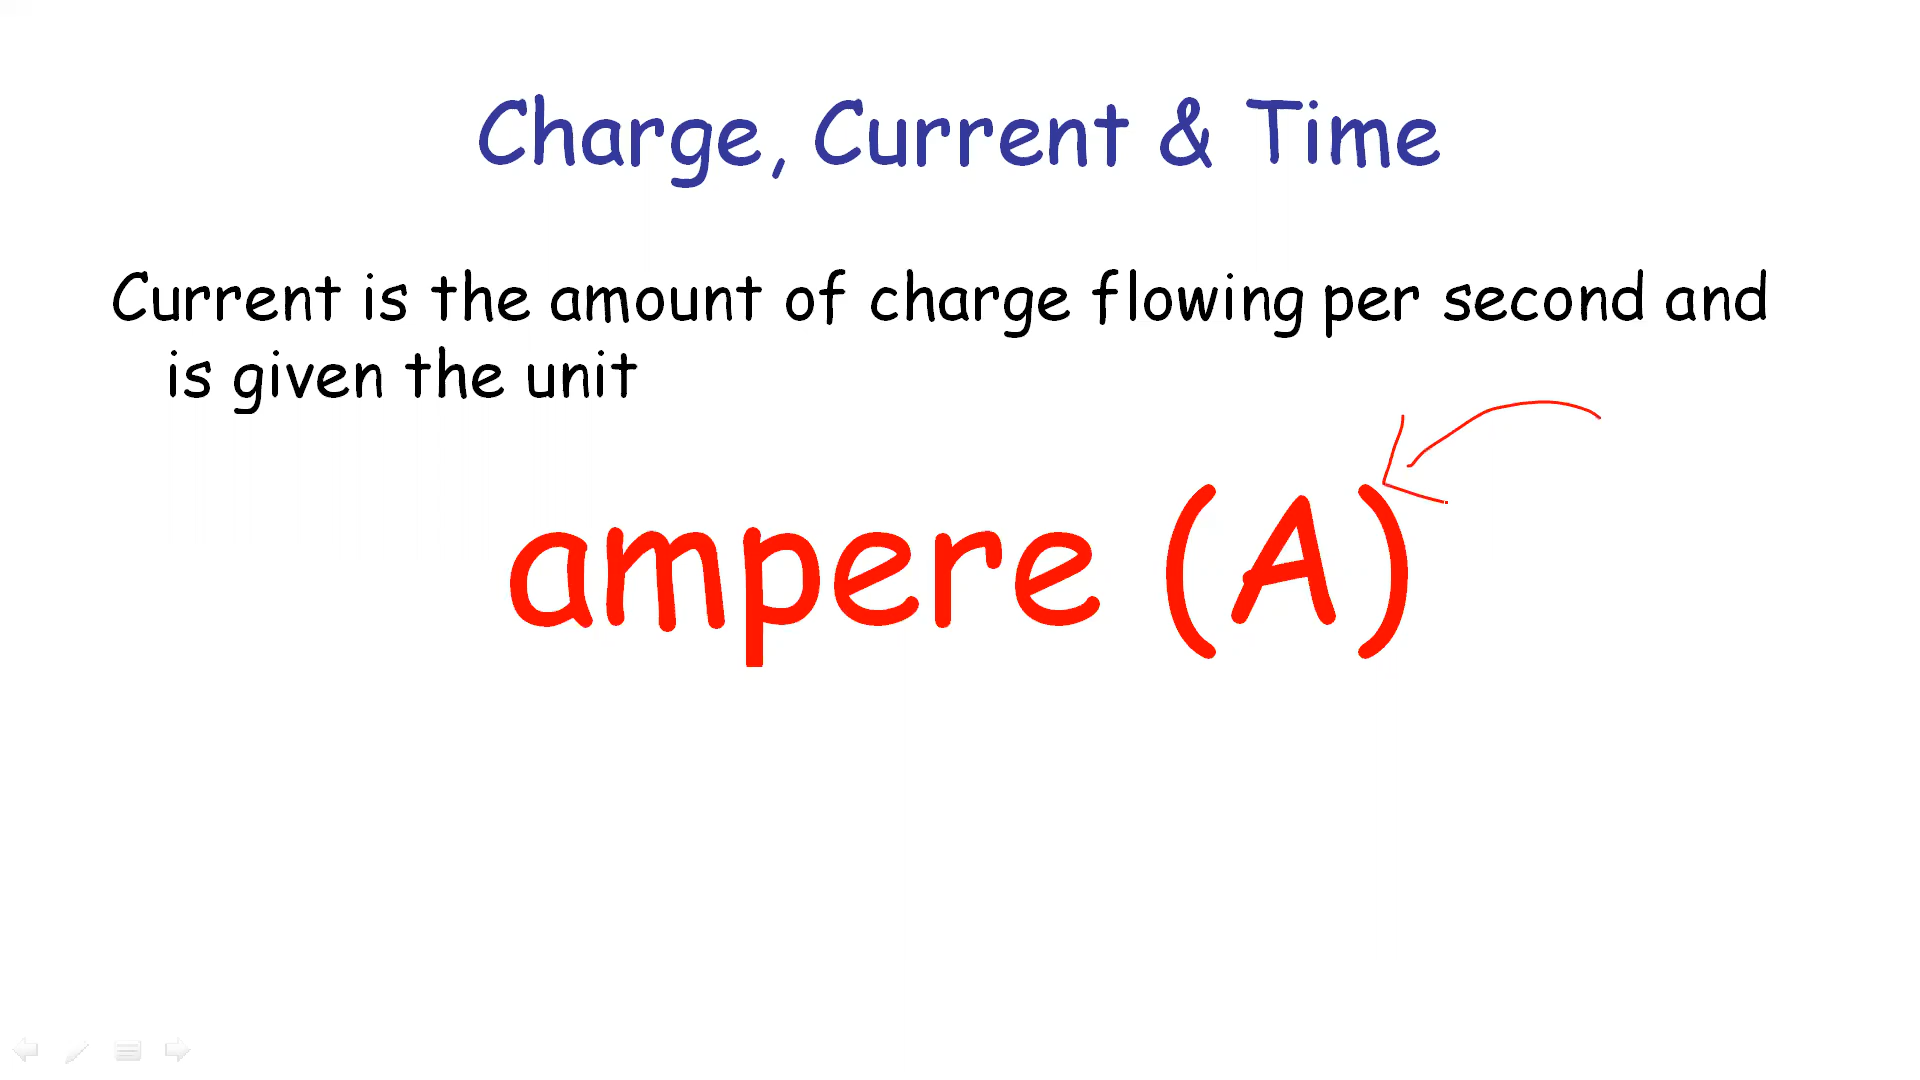 Charge, Current & Time
Current is the amount of charge flowing per second and
is given the unit
ampere (A)